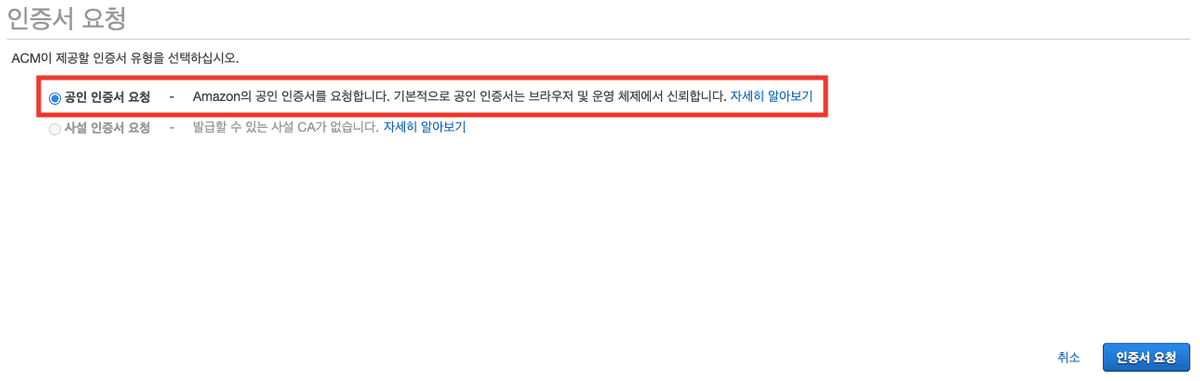 인증서 요청
ACM이 제공할 인증서 유형을 선택하십시오.
공인 인증서 요청 - Amazon의 공인 인증서를 요청합니다. 기본적으로 공인 인증서는 브라우저 및 운영 체제에서 신뢰합니다. 자세히 알아보기
사설 인증서 요청 - 발급할 수 있는 사설 CA가 없습니다. 자세히 알아보기
취소 인증서 요청